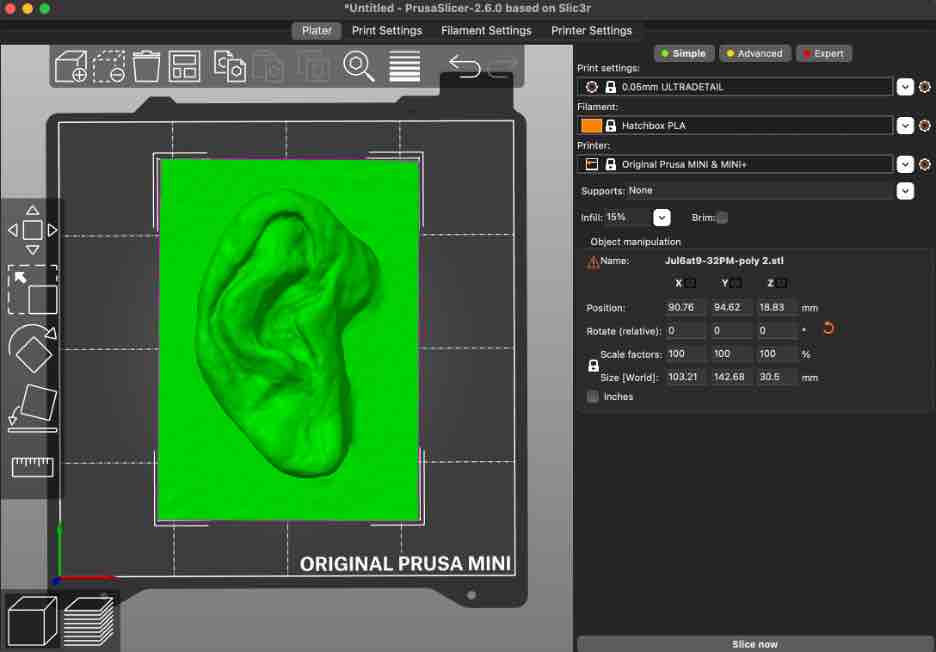 *Untitled - PrusaSlicer-2.6.0 based on Slic3r
Plater Print Settings Filament Settings Printer Settings
Simple Advanced Expert
Print settings:
0.05mm ULTRADETAIL
Filament:
Hatchbox PLA
Printer:
Original Prusa MINI & MINI+
Supports: None
Infill: 15% Brim:
Object manipulation
Name: Jul6at9-32PM-poly 2.stl
X Y Z
Position: 90.76 94.62 18.83 mm
Rotate (relative): 0 0 0 °
Scale factors: 100 100 100 %
Size [World]: 103.21 142.68 30.5 mm
Inches
ORIGINAL PRUSA MINI
Slice now